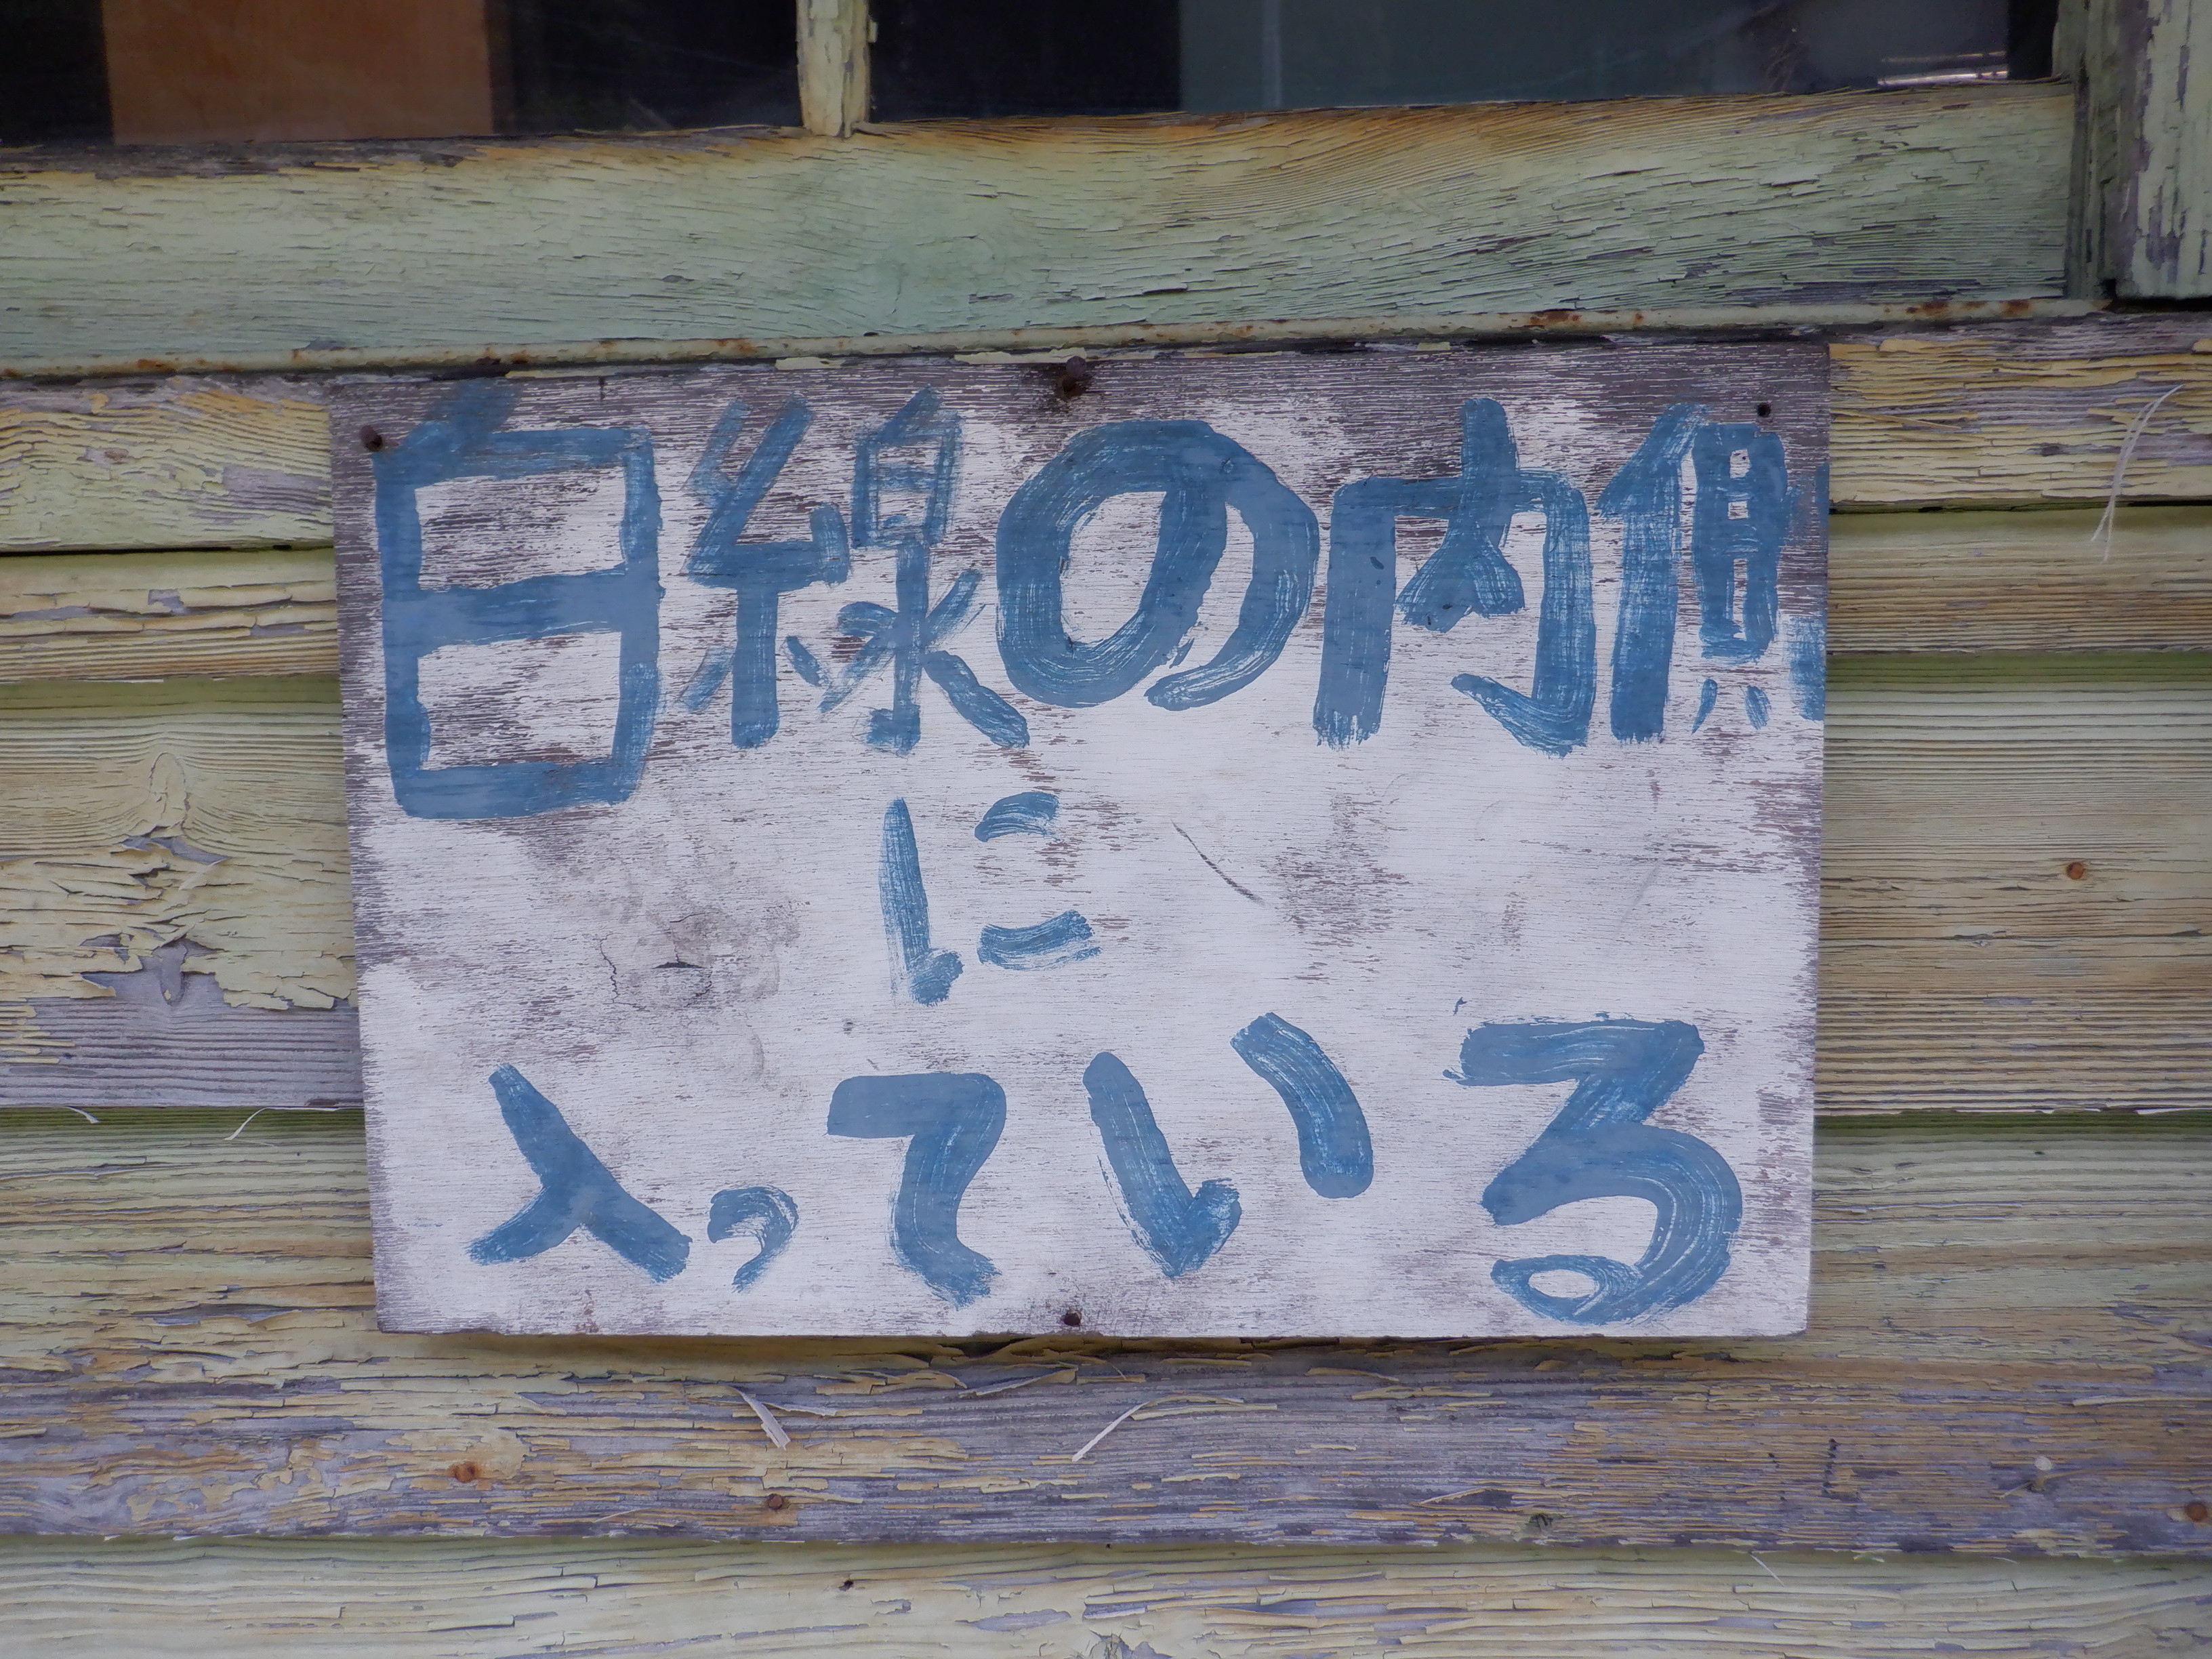 白線の内側
に
入っている